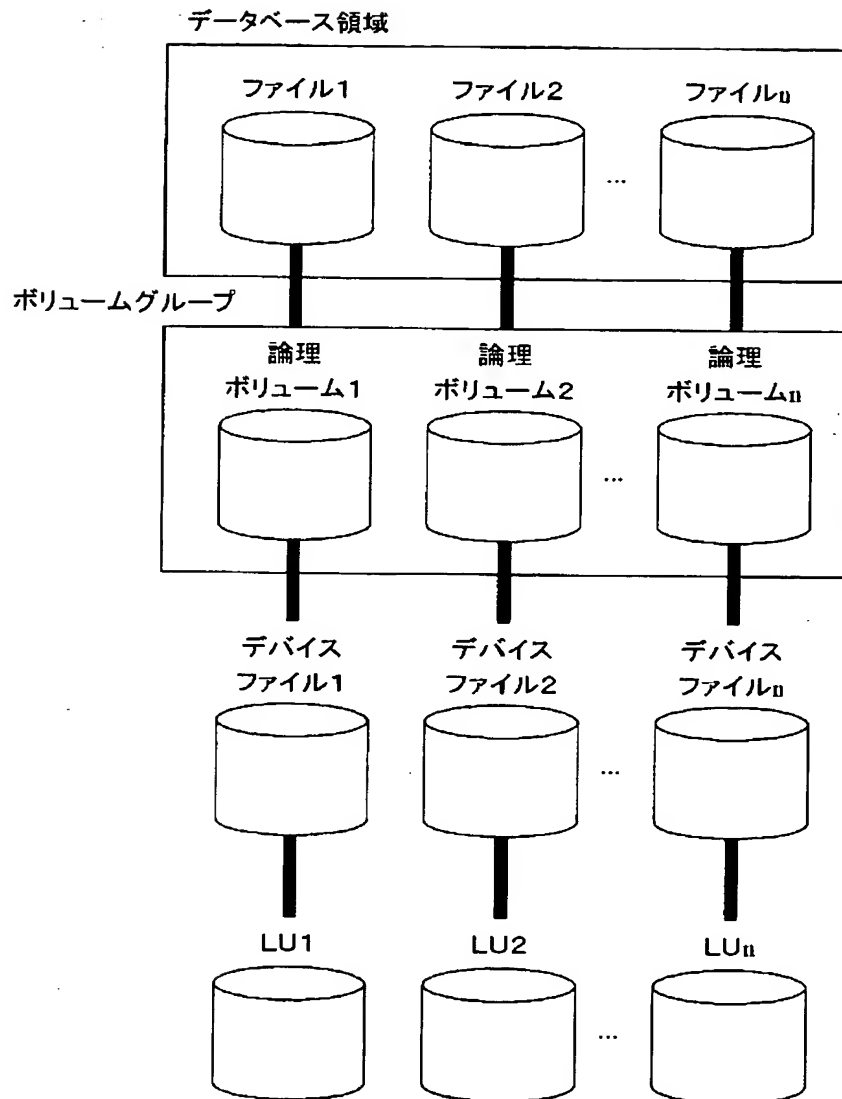 データベース領域
ファイル1 ファイル2 ファイルn
...
ボリュームグループ
論理 論理 論理
ボリューム1 ボリューム2 ボリュームn
...
デバイス デバイス デバイス
ファイル1 ファイル2 ファイルn
...
LU1 LU2 LUn
...